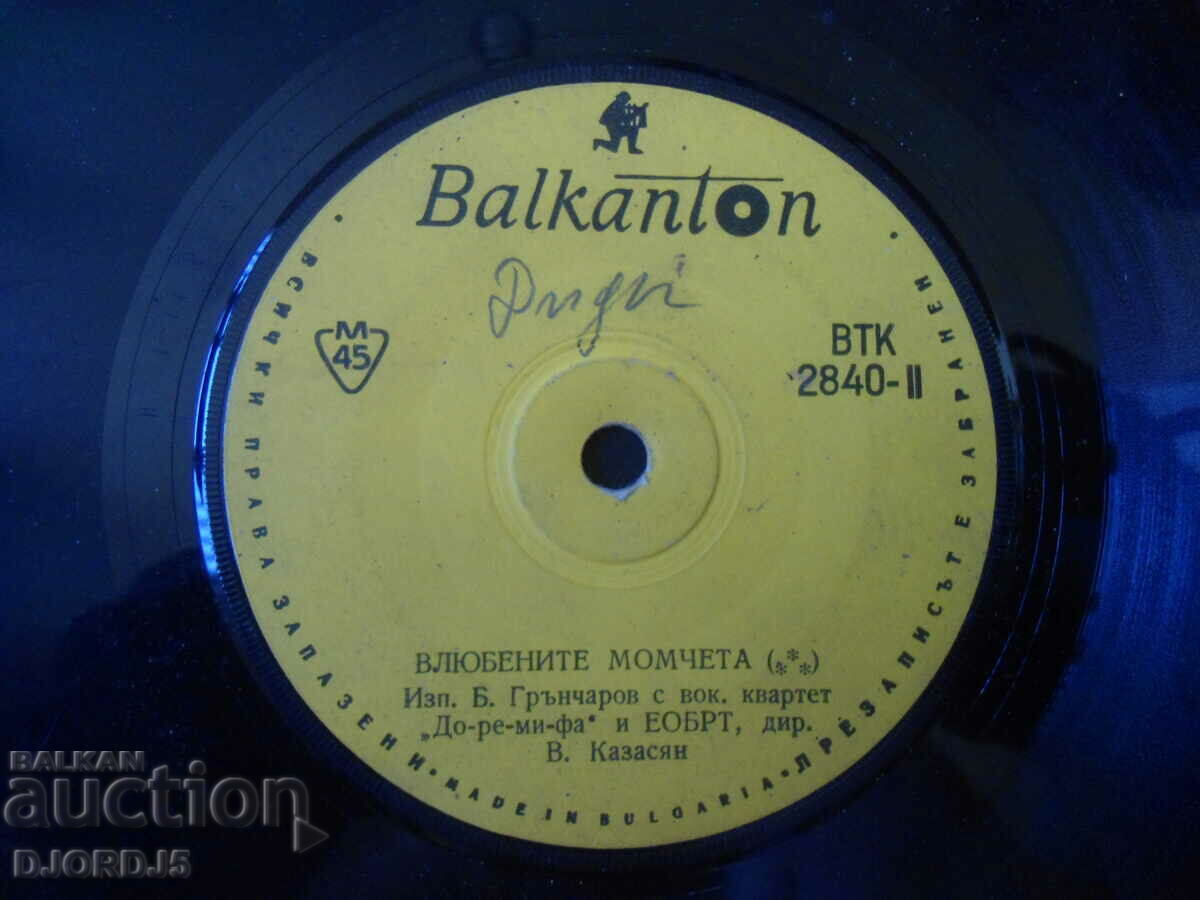 Balkanton
M
45
ВТК
2840-II
ВЛЮБЕНИТЕ МОМЧЕТА (***)
Изп. Б. Грънчаров с вок. квартет
„До-ре-ми-фа“ и ЕОБРТ, дир.
В. Казасян
• ВСИЧКИ ПРАВА ЗАПАЗЕНИ • MADE IN BULGARIA • ПРЕЗАПИСЪТ Е ЗАБРАНЕН •
BALKAN
auction
DJORDJ5